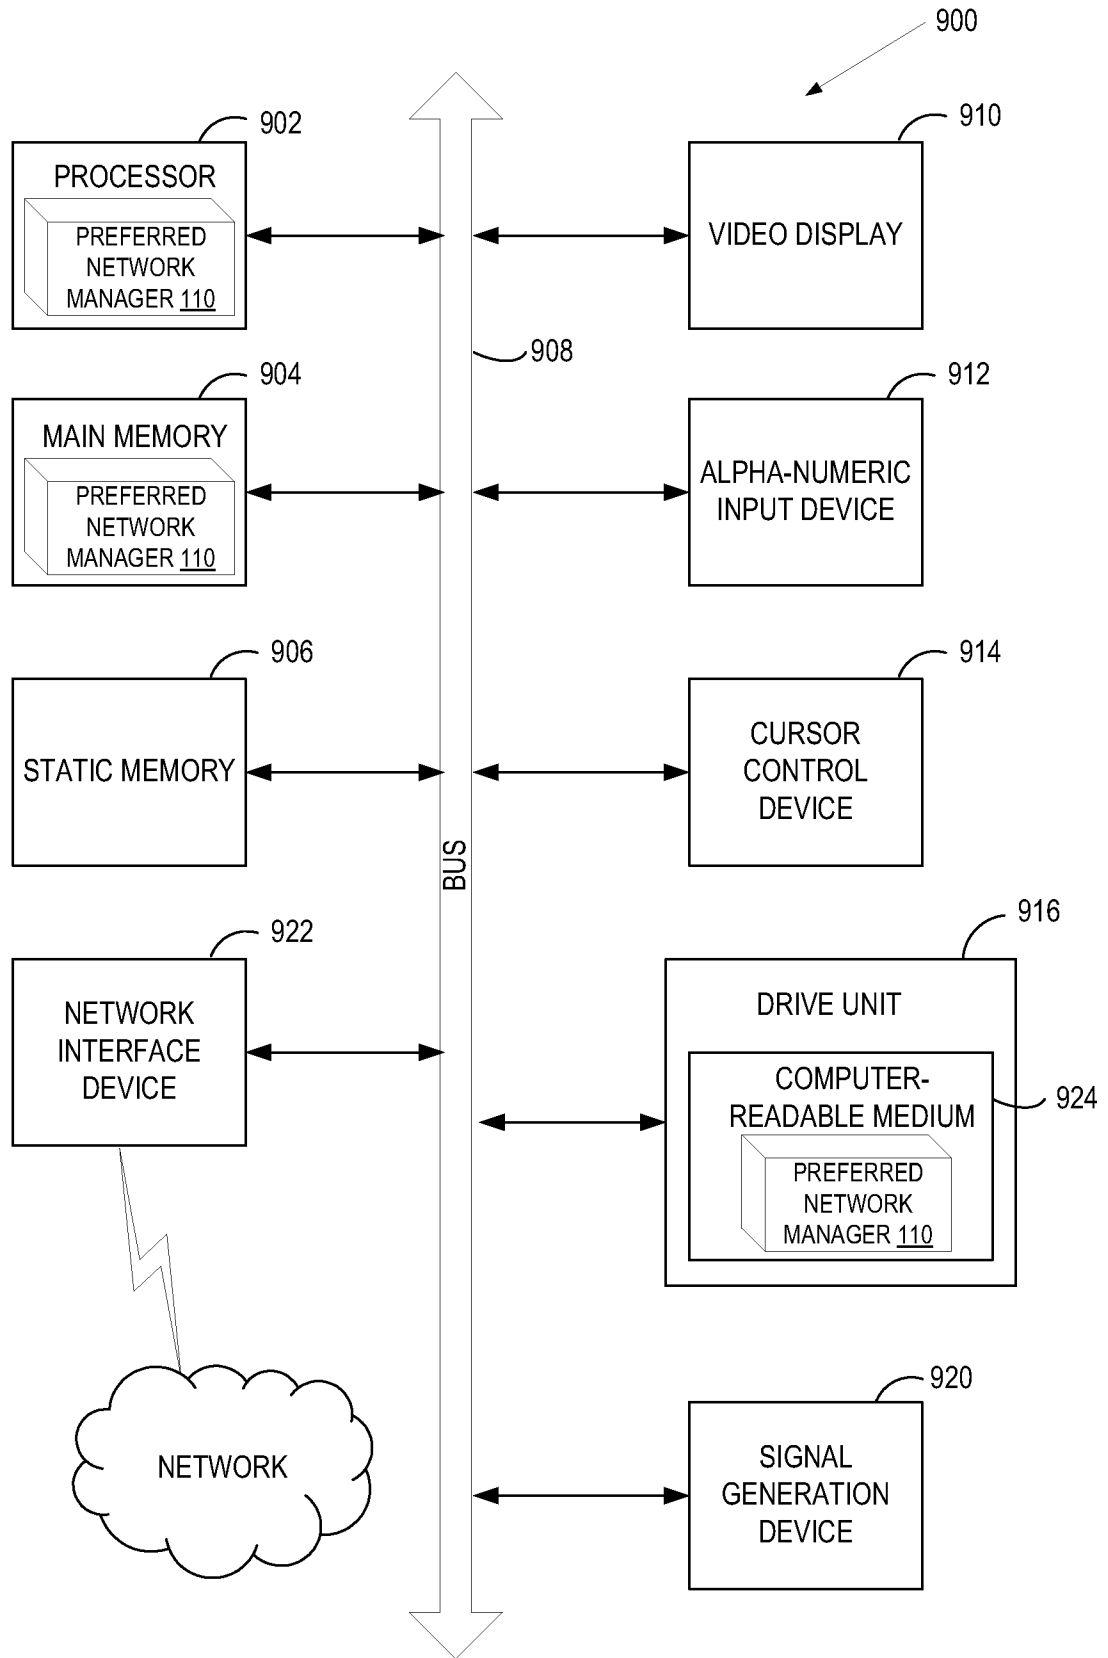 900
902
PROCESSOR
PREFERRED
NETWORK
MANAGER 110
910
VIDEO DISPLAY
908
904
MAIN MEMORY
PREFERRED
NETWORK
MANAGER 110
912
ALPHA-NUMERIC
INPUT DEVICE
906
STATIC MEMORY
914
CURSOR
CONTROL
DEVICE
BUS
922
NETWORK
INTERFACE
DEVICE
916
DRIVE UNIT
924
COMPUTER-
READABLE MEDIUM
PREFERRED
NETWORK
MANAGER 110
NETWORK
920
SIGNAL
GENERATION
DEVICE